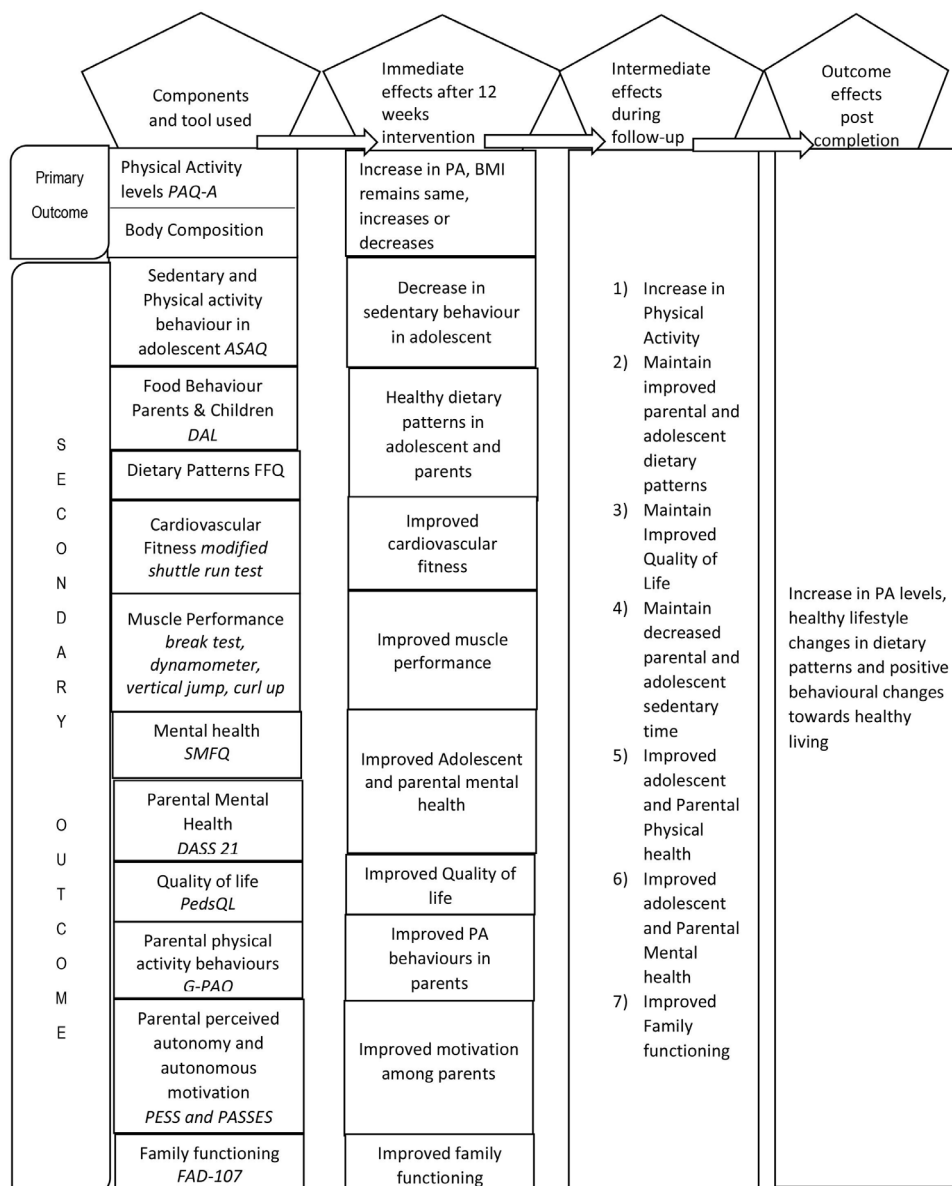 Components
and tool used
Immediate
effects after 12
weeks
intervention)
Intermediate
effects
during
follow-up
Outcome
effects
post
completion
Primary
Outcome
Physical Activity
levels PAQ-A
Body Composition
Increase in PA, BMI
remains same,
increases or
decreases
SECONDARY OUTCOME
Sedentary and
Physical activity
behaviour in
adolescent ASAQ
Decrease in
sedentary behaviour
in adolescent
Food Behaviour
Parents & Children
DAL
Dietary Patterns FFQ
Healthy dietary
patterns in
adolescent and
parents
Cardiovascular
Fitness modified
shuttle run test
Improved
cardiovascular
fitness
Muscle Performance
break test,
dynamometer,
vertical jump, curl up
Improved muscle
performance
Mental health
SMFQ
Parental Mental
Health
DASS 21
Improved Adolescent
and parental mental
health
Quality of life
PedsQL
Improved Quality of
life
Parental physical
activity behaviours
G-PAQ
Improved PA
behaviours in
parents
Parental perceived
autonomy and
autonomous
motivation
PESS and PASSES
Improved motivation
among parents
Family functioning
FAD-107
Improved family
functioning
1) Increase in
Physical
Activity
2) Maintain
improved
parental and
adolescent
dietary
patterns
3) Maintain
Improved
Quality of
Life
4) Maintain
decreased
parental and
adolescent
sedentary
time
5) Improved
adolescent
and Parental
Physical
health
6) Improved
adolescent
and Parental
Mental
health
7) Improved
Family
functioning
Increase in PA levels,
healthy lifestyle
changes in dietary
patterns and positive
behavioural changes
towards healthy
living